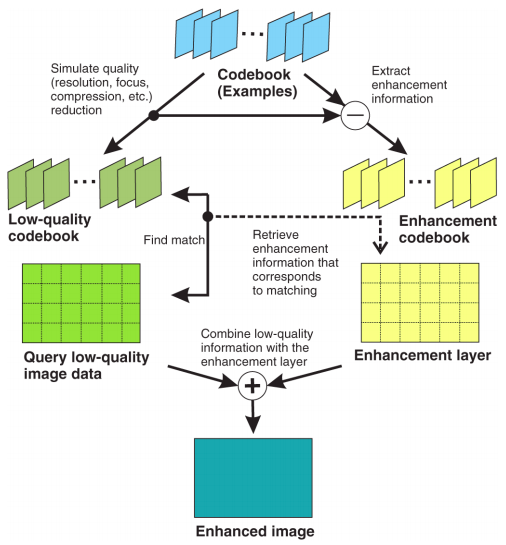 Codebook
(Examples)
Simulate quality
(resolution, focus,
compression, etc.)
reduction
Extract
enhancement
information
Low-quality
codebook
Enhancement
codebook
Find match
Retrieve
enhancement
information that
corresponds
to matching
Query low-quality
image data
Enhancement layer
Combine low-quality
information with the
enhancement layer
Enhanced image